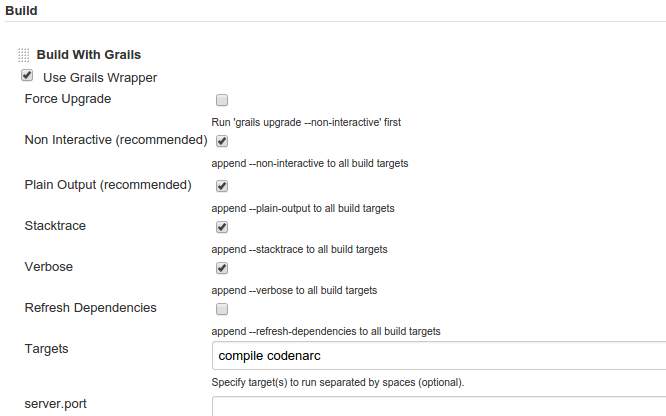 Build
Build With Grails
Use Grails Wrapper
Force Upgrade
Run 'grails upgrade --non-interactive' first
Non Interactive (recommended)
append --non-interactive to all build targets
Plain Output (recommended)
append --plain-output to all build targets
Stacktrace
append --stacktrace to all build targets
Verbose
append --verbose to all build targets
Refresh Dependencies
append --refresh-dependencies to all build targets
Targets
compile codenarc
Specify target(s) to run separated by spaces (optional).
server.port